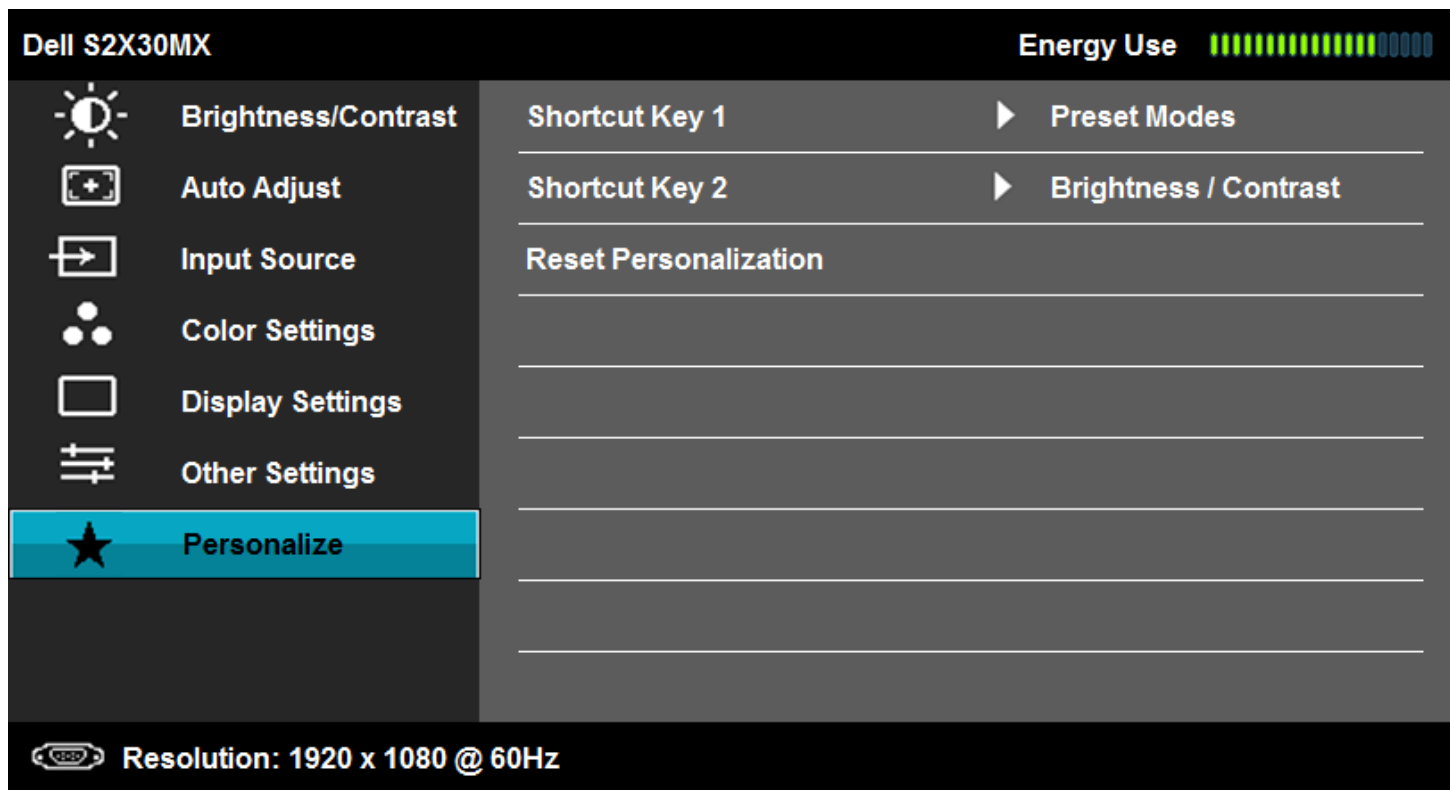 Dell S2X30MX Energy Use
Brightness/Contrast Shortcut Key 1 Preset Modes
Auto Adjust Shortcut Key 2 Brightness / Contrast
Input Source Reset Personalization
Color Settings
Display Settings
Other Settings
Personalize
Resolution: 1920 x 1080 @ 60Hz